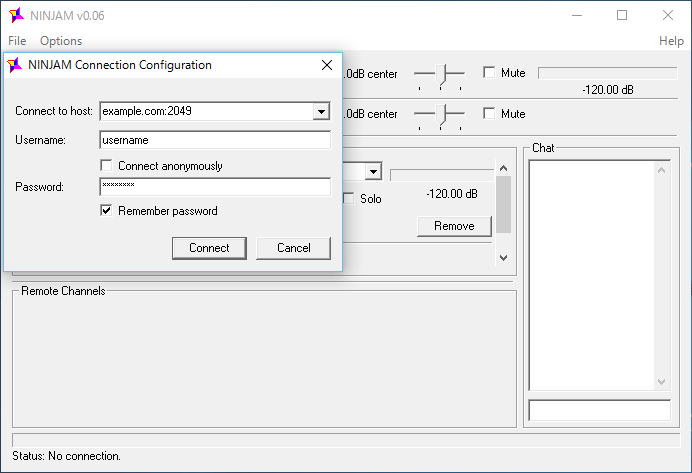 NINJAM v0.06
File Options Help
NINJAM Connection Configuration
Connect to host: example.com:2049
Username: username
Connect anonymously
Password: ********
Remember password
Connect Cancel
.0dB center Mute
-120.00 dB
.0dB center Mute
Solo -120.00 dB
Remove
Chat
Remote Channels
Status: No connection.